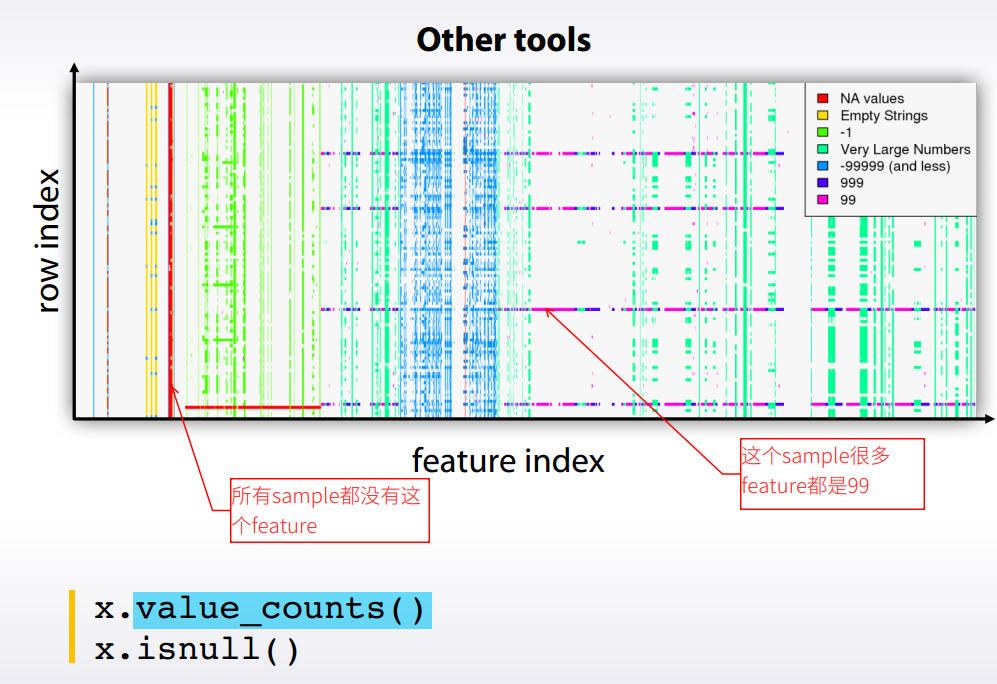 Other tools
row index
NA values
Empty Strings
-1
Very Large Numbers
-99999 (and less)
999
99
feature index
这个sample很多
feature都是99
所有sample都没有这
个feature
x.value_counts()
x.isnull()